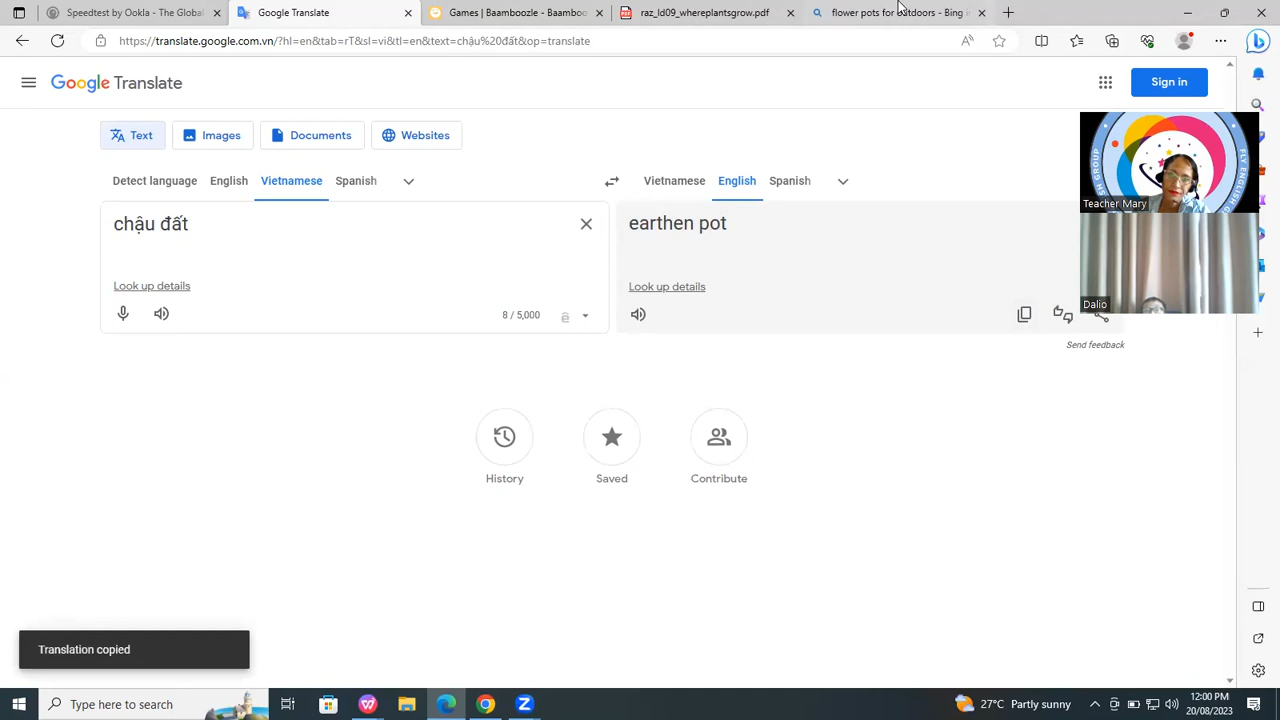 Speedtest by Ookla - The Global
Google Translate
Games | Baamboozle - Baamboo
raz_ld09_whereplantsgrow.pdf
flower pots for outdoors - Bing i
https://translate.google.com.vn/?hl=en&tab=rT&sl=vi&tl=en&text=chậu%20đất&op=translate
Google Translate
Sign in
Text
Images
Documents
Websites
Detect language
English
Vietnamese
Spanish
Vietnamese
English
Spanish
chậu đất
earthen pot
Look up details
Look up details
8 / 5,000
Send feedback
FLY ENGLISH G
SH GROUP
Teacher Mary
Dalio
History
Saved
Contribute
Translation copied
Type here to search
27°C Partly sunny
12:00 PM
20/08/2023